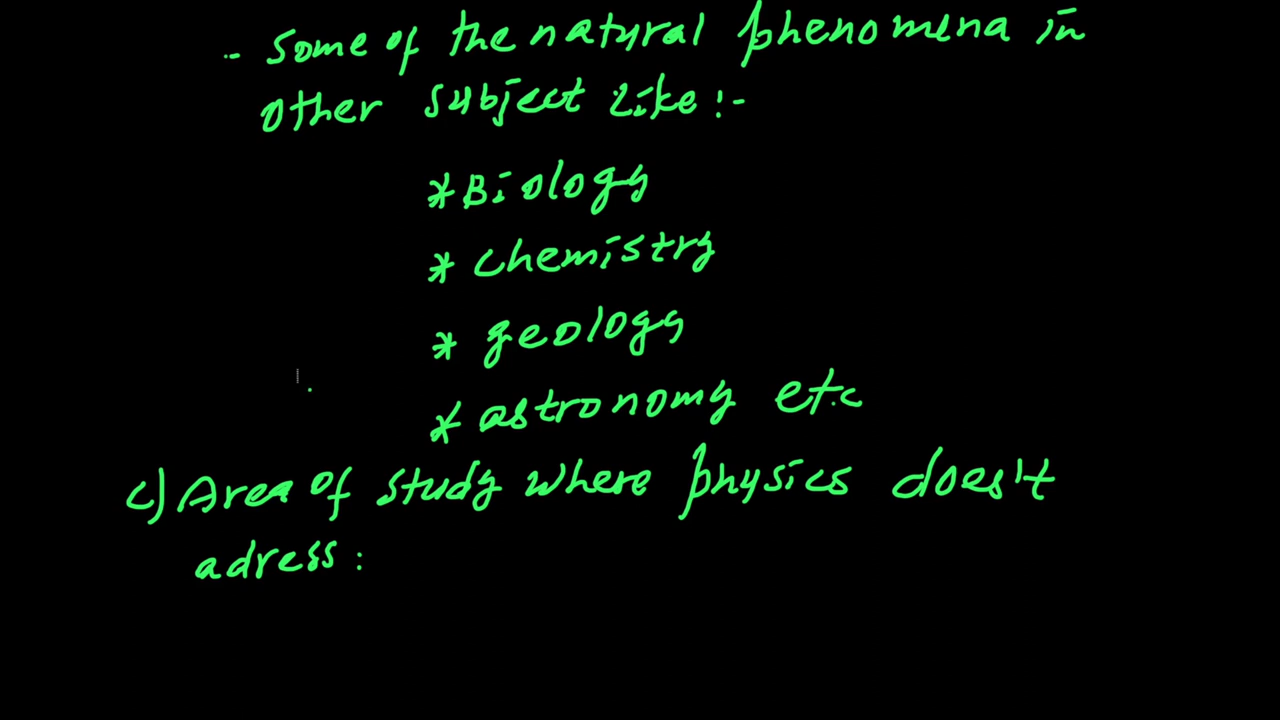 - Some of the natural phenomena in
other subject like :-
* Biology
* chemistry
* geology
* astronomy etc
c) Area of study where physics does't
adress :